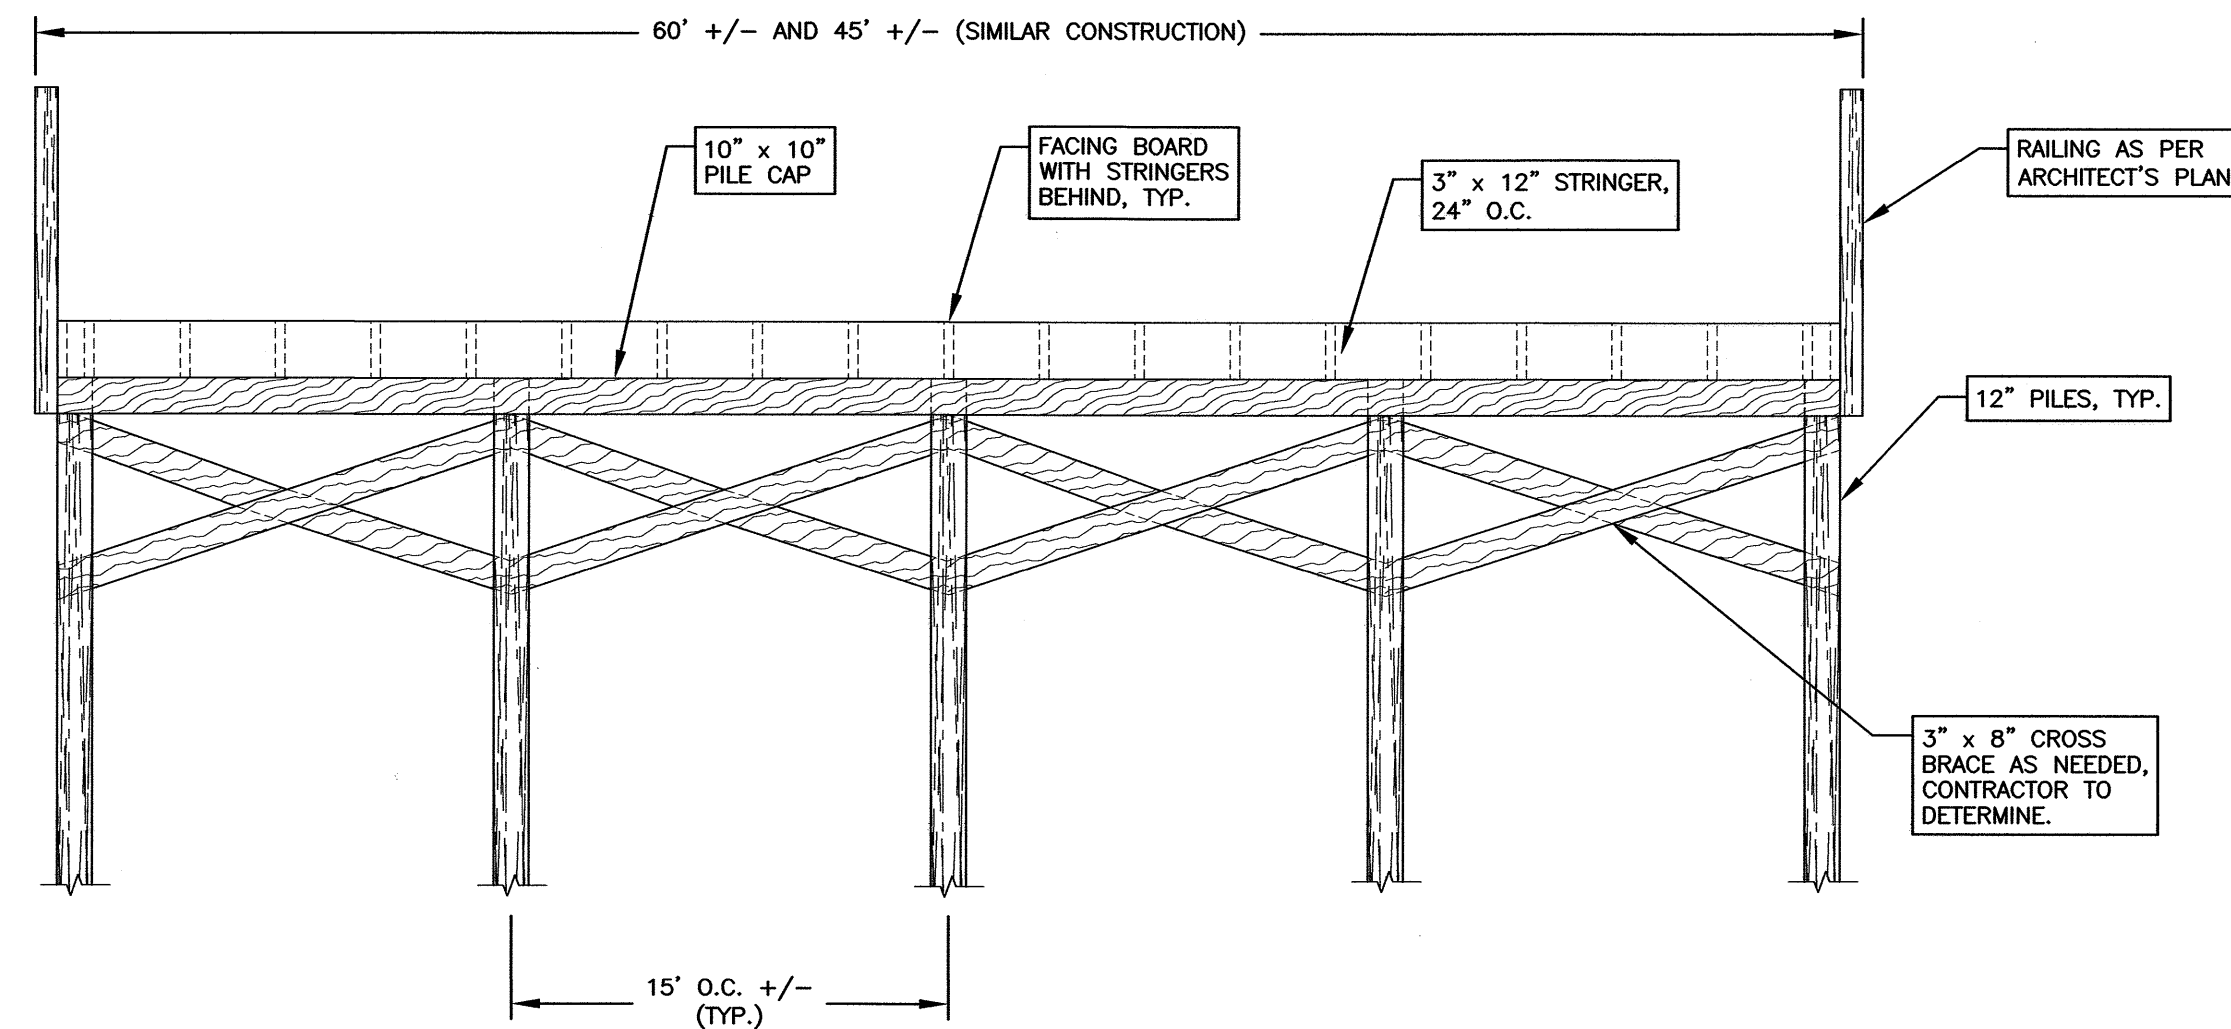 60' +/- AND 45' +/- (SIMILAR CONSTRUCTION)
10" x 10"
PILE CAP
FACING BOARD
WITH STRINGERS
BEHIND, TYP.
3" x 12" STRINGER,
24" O.C.
RAILING AS PER
ARCHITECT'S PLAN
12" PILES, TYP.
3" x 8" CROSS
BRACE AS NEEDED,
CONTRACTOR TO
DETERMINE.
15' O.C. +/-
(TYP.)